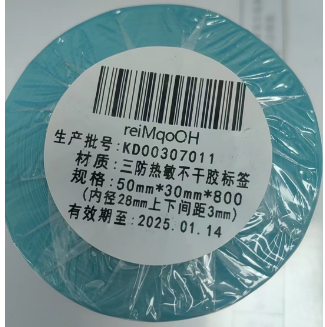 reiMqoOH
生产批号:KD00307011
材质:三防热敏不干胶标签
规格:50mm*30mm*800
(内径28mm上下间距3mm)
有效期至:2025.01.14